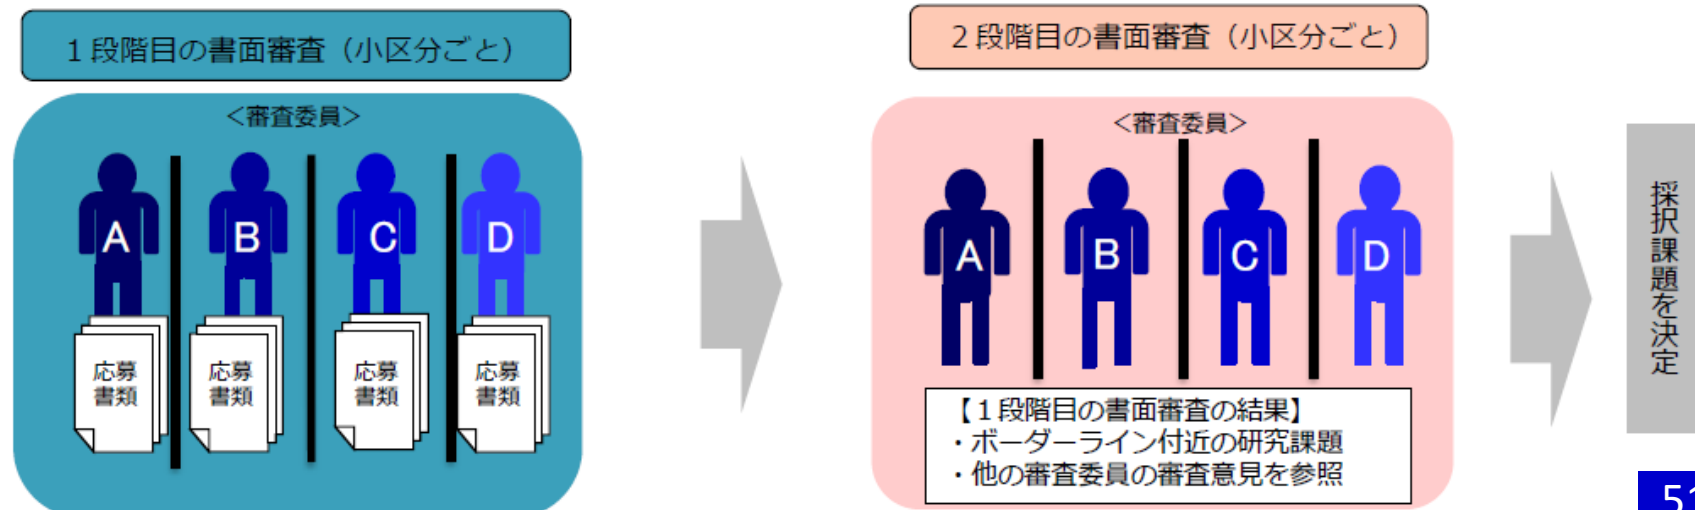 １段階目の書面審査（小区分ごと）
＜審査委員＞
A
B
C
D
応募
書類
応募
書類
応募
書類
応募
書類
２段階目の書面審査（小区分ごと）
＜審査委員＞
A
B
C
D
【１段階目の書面審査の結果】
・ボーダーライン付近の研究課題
・他の審査委員の審査意見を参照
採択課題を決定
51